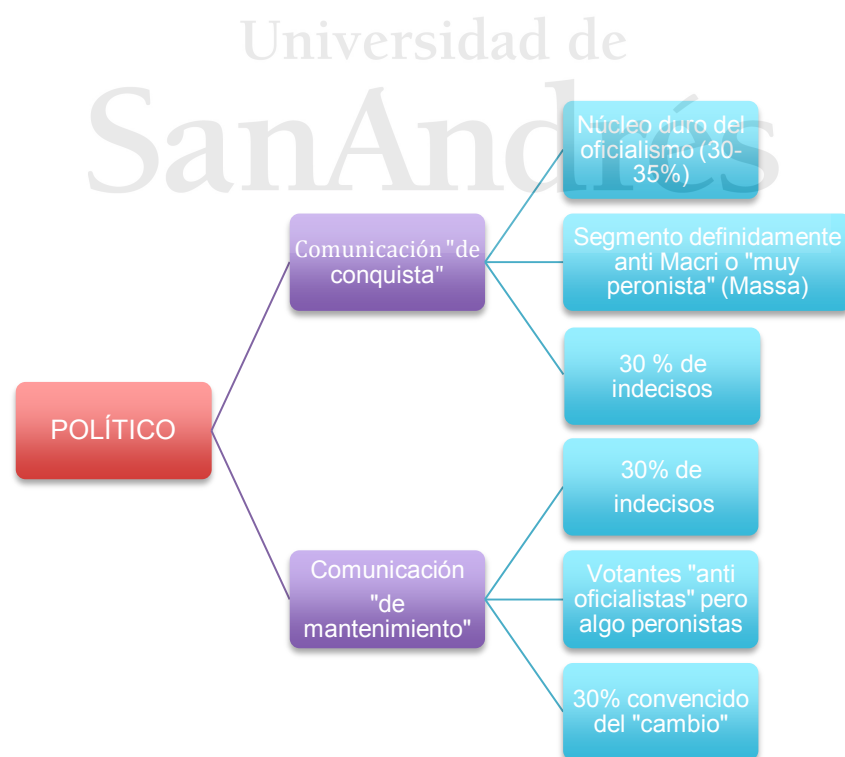 Universidad de
SanAndrés
Núcleo duro del
oficialismo (30-
35%)
Comunicación "de
conquista"
Segmento definidamente
anti Macri o "muy
peronista" (Massa)
30 % de
indecisos
POLÍTICO
30% de
indecisos
Comunicación
"de
mantenimiento"
Votantes "anti
oficialistas" pero
algo peronistas
30% convencido
del "cambio"